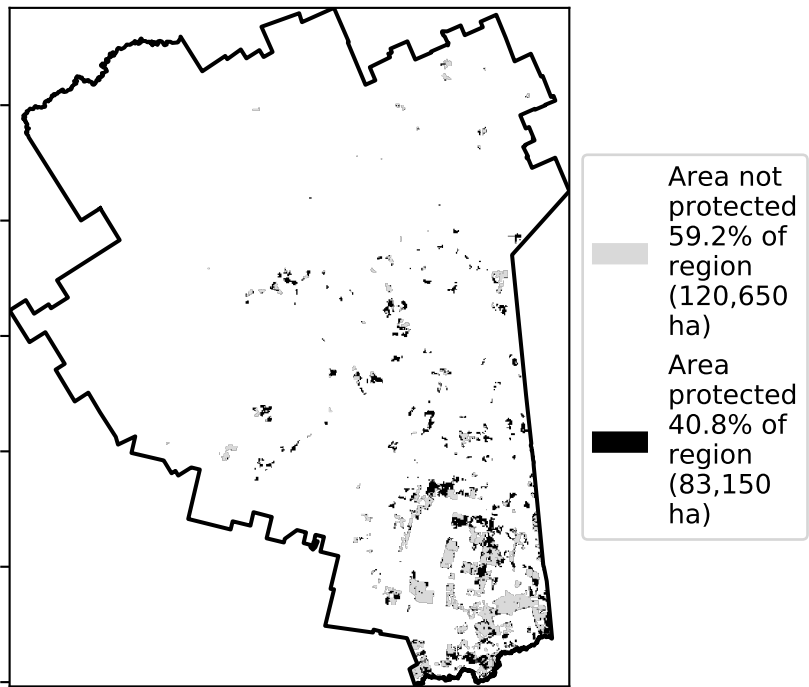 Area not
protected
59.2% of
region
(120,650
ha)
Area
protected
40.8% of
region
(83,150
ha)